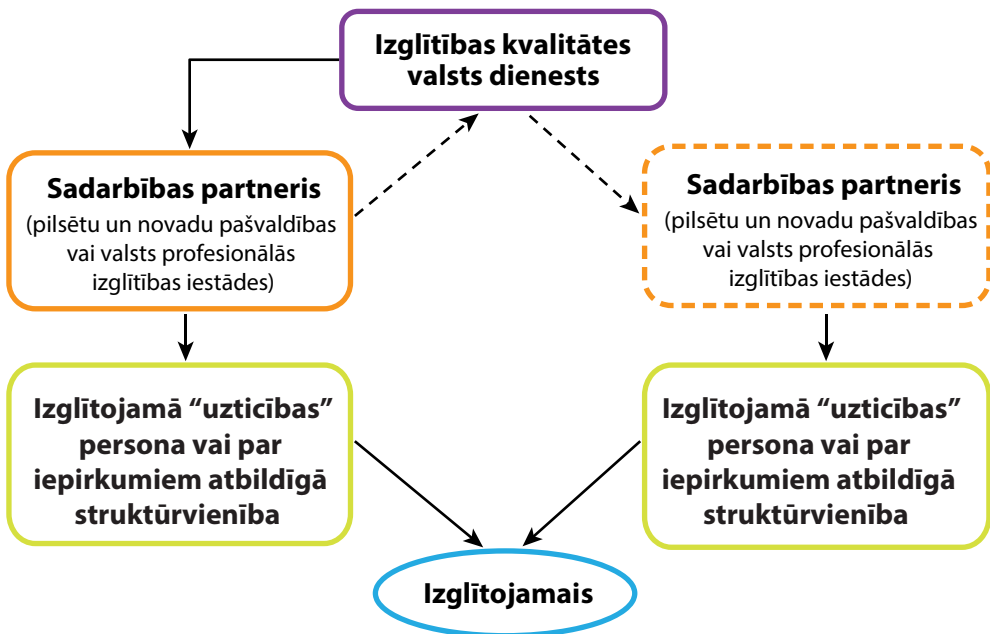 Izglītības kvalitātes
valsts dienests
Sadarbības partneris
(pilsētu un novadu pašvaldības
vai valsts profesionālās
izglītības iestādes)
Sadarbības partneris
(pilsētu un novadu pašvaldības
vai valsts profesionālās
izglītības iestādes)
Izglītojamā “uzticības”
persona vai par
iepirkumiem atbildīgā
struktūrvienība
Izglītojamā “uzticības”
persona vai par
iepirkumiem atbildīgā
struktūrvienība
Izglītojamais